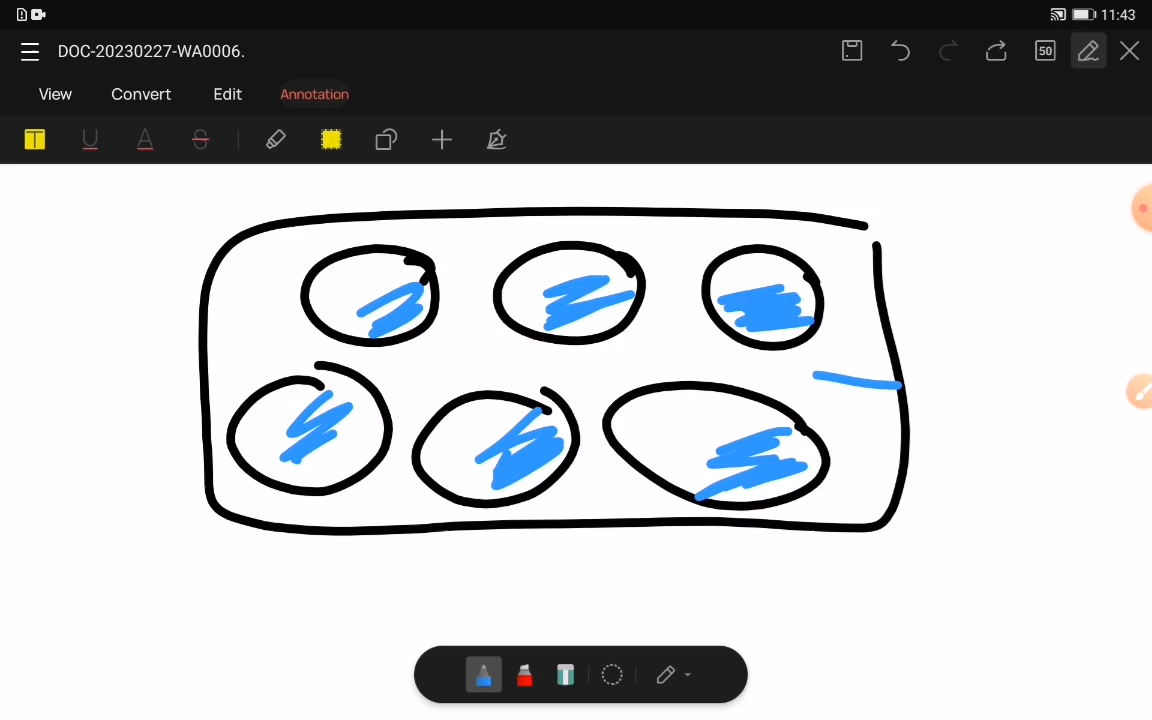 11:43
DOC-20230227-WA0006.
50
View Convert Edit Annotation
T U A S